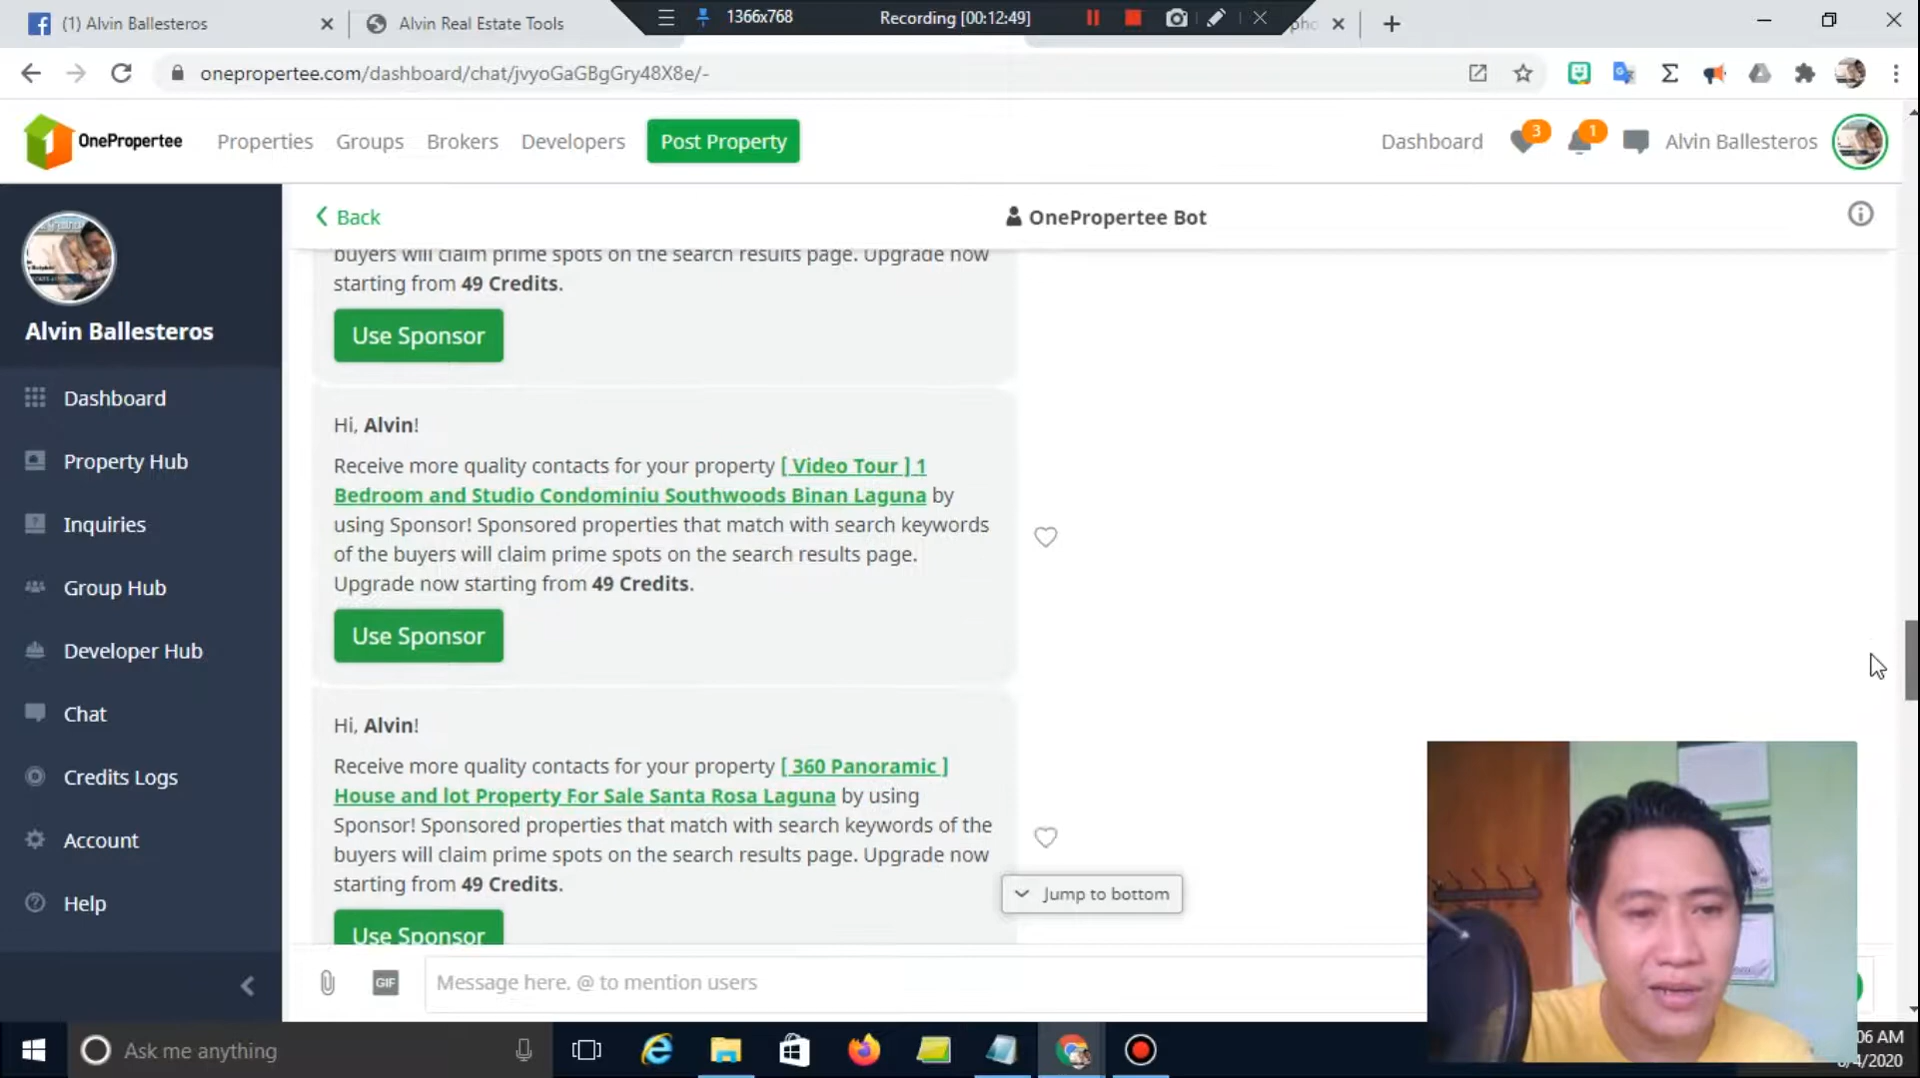 (1) Alvin Ballesteros
Alvin Real Estate Tools
1366x768
Recording [00:12:49]
onepropertee.com/dashboard/chat/jvyoGaGBgGry48X8e/-
OnePropertee
Properties
Groups
Brokers
Developers
Post Property
Dashboard
3
1
Alvin Ballesteros
Back
OnePropertee Bot
Alvin Ballesteros
Dashboard
Property Hub
Inquiries
Group Hub
Developer Hub
Chat
Credits Logs
Account
Help
buyers will claim prime spots on the search results page. Upgrade now
starting from 49 Credits.
Use Sponsor
Hi, Alvin!
Receive more quality contacts for your property [ Video Tour ] 1
Bedroom and Studio Condominiu Southwoods Binan Laguna by
using Sponsor! Sponsored properties that match with search keywords
of the buyers will claim prime spots on the search results page.
Upgrade now starting from 49 Credits.
Use Sponsor
Hi, Alvin!
Receive more quality contacts for your property [ 360 Panoramic ]
House and lot Property For Sale Santa Rosa Laguna by using
Sponsor! Sponsored properties that match with search keywords of the
buyers will claim prime spots on the search results page. Upgrade now
starting from 49 Credits.
Use Sponsor
Jump to bottom
GIF
Message here. @ to mention users
Ask me anything
06 AM
/4/2020